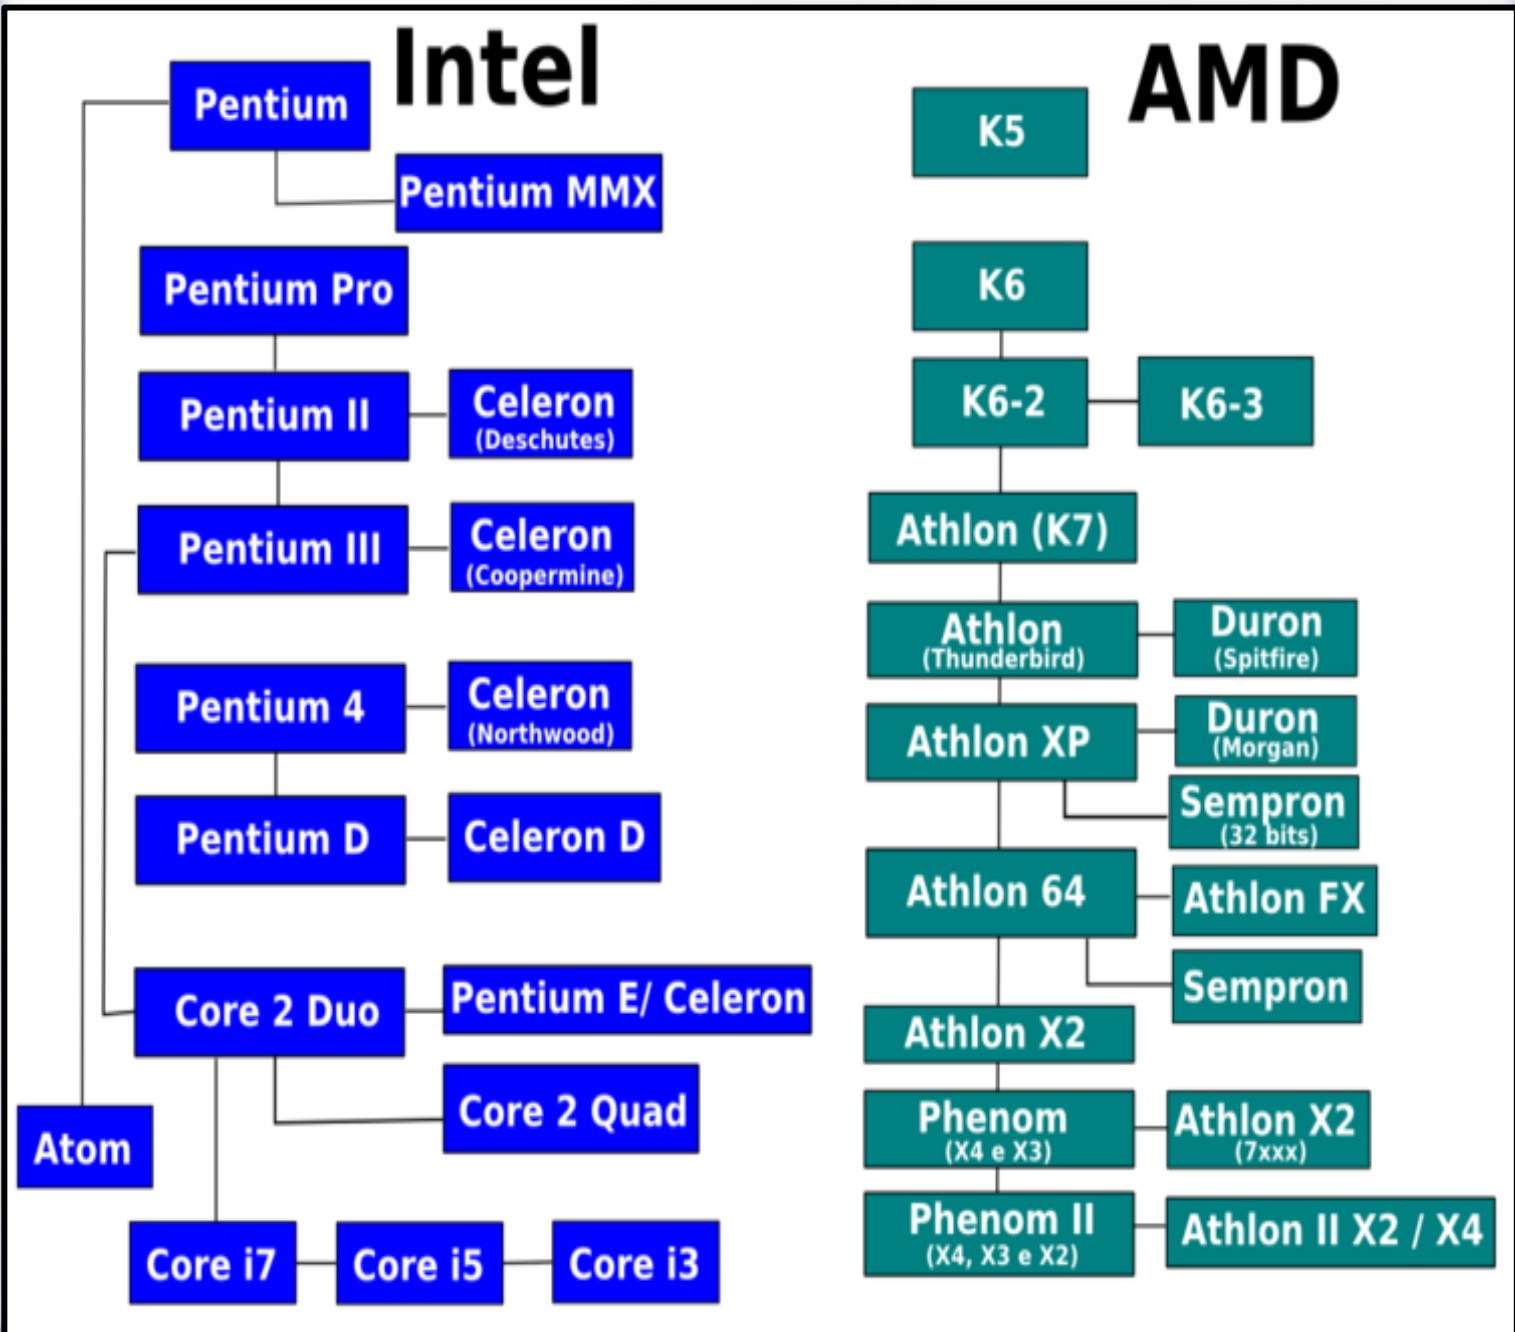 Intel
Pentium
Pentium MMX
Pentium Pro
Pentium II
Celeron
(Deschutes)
Pentium III
Celeron
(Coopermine)
Pentium 4
Celeron
(Northwood)
Pentium D
Celeron D
Core 2 Duo
Pentium E/ Celeron
Core 2 Quad
Atom
Core i7
Core i5
Core i3
AMD
K5
K6
K6-2
K6-3
Athlon (K7)
Athlon
(Thunderbird)
Duron
(Spitfire)
Athlon XP
Duron
(Morgan)
Sempron
(32 bits)
Athlon 64
Athlon FX
Sempron
Athlon X2
Phenom
(X4 e X3)
Athlon X2
(7xxx)
Phenom II
(X4, X3 e X2)
Athlon II X2 / X4